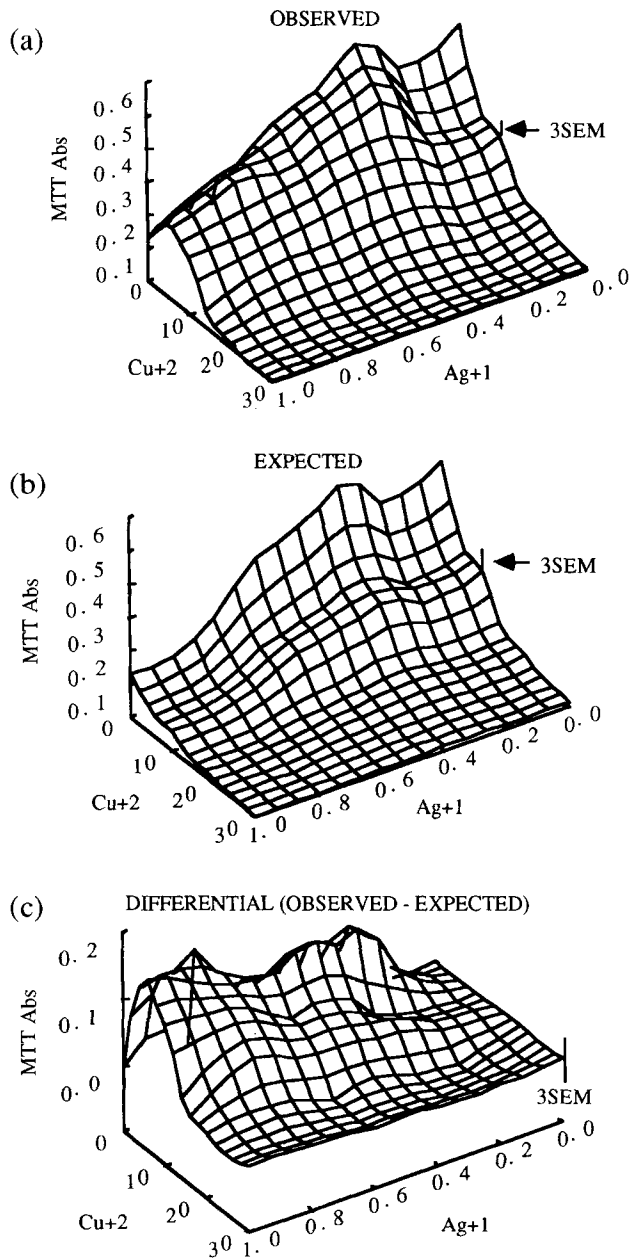 (a)
OBSERVED
MTT Abs
0.6
0.5
0.4
0.3
0.2
0.1
3SEM
0
10
20
30
Cu+2
1.0
0.8
0.6
0.4
0.2
0.0
Ag+1
(b)
EXPECTED
MTT Abs
0.6
0.5
0.4
0.3
0.2
0.1
3SEM
0
10
20
30
Cu+2
1.0
0.8
0.6
0.4
0.2
0.0
Ag+1
(c)
DIFFERENTIAL (OBSERVED - EXPECTED)
MTT Abs
0.2
0.1
0.0
3SEM
0
10
20
30
Cu+2
1.0
0.8
0.6
0.4
0.2
0.0
Ag+1